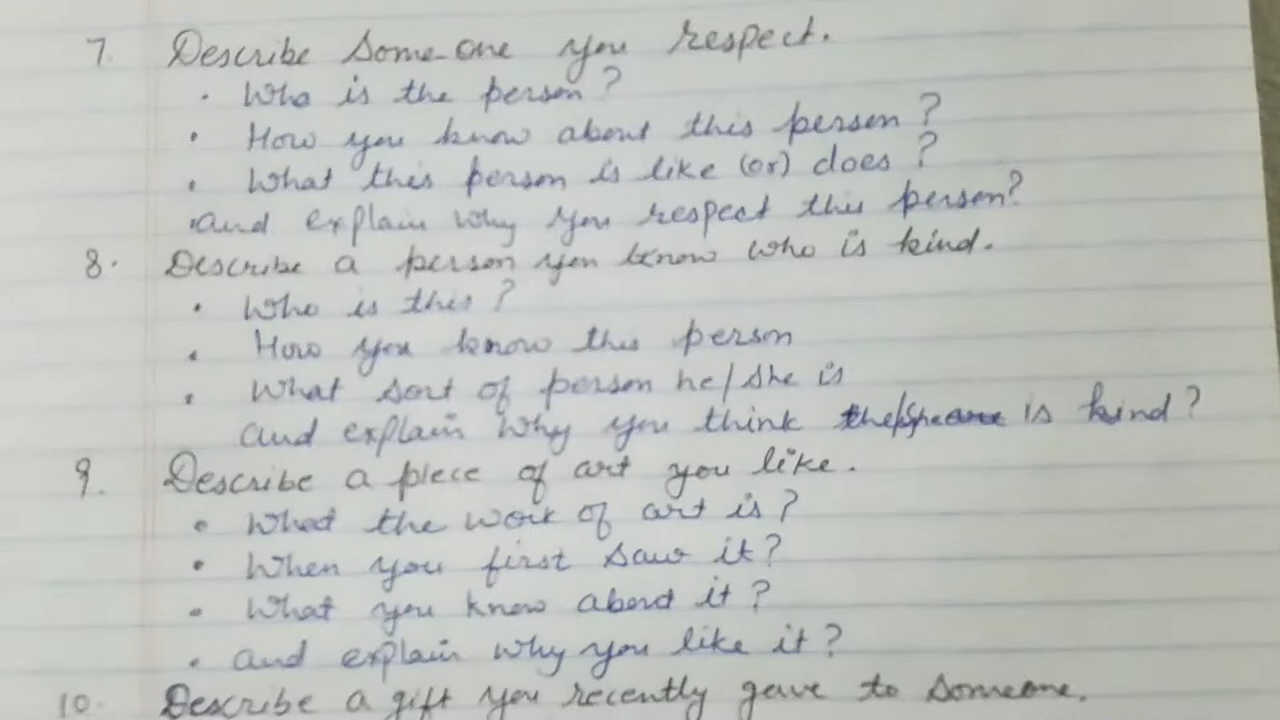 7. Describe Some-one you respect.
• Who is the person?
• How you know about this person?
• What this person is like (or) does?
and explain why you respect this person?
8. Describe a person you know who is kind.
• Who is this?
• How you know this person
• What sort of person he/she is
and explain why you think is kind?
9. Describe a piece of art you like.
• What the work of art is?
• When you first saw it?
• What you know about it?
• and explain why you like it?
10. Describe a gift you recently gave to someone.